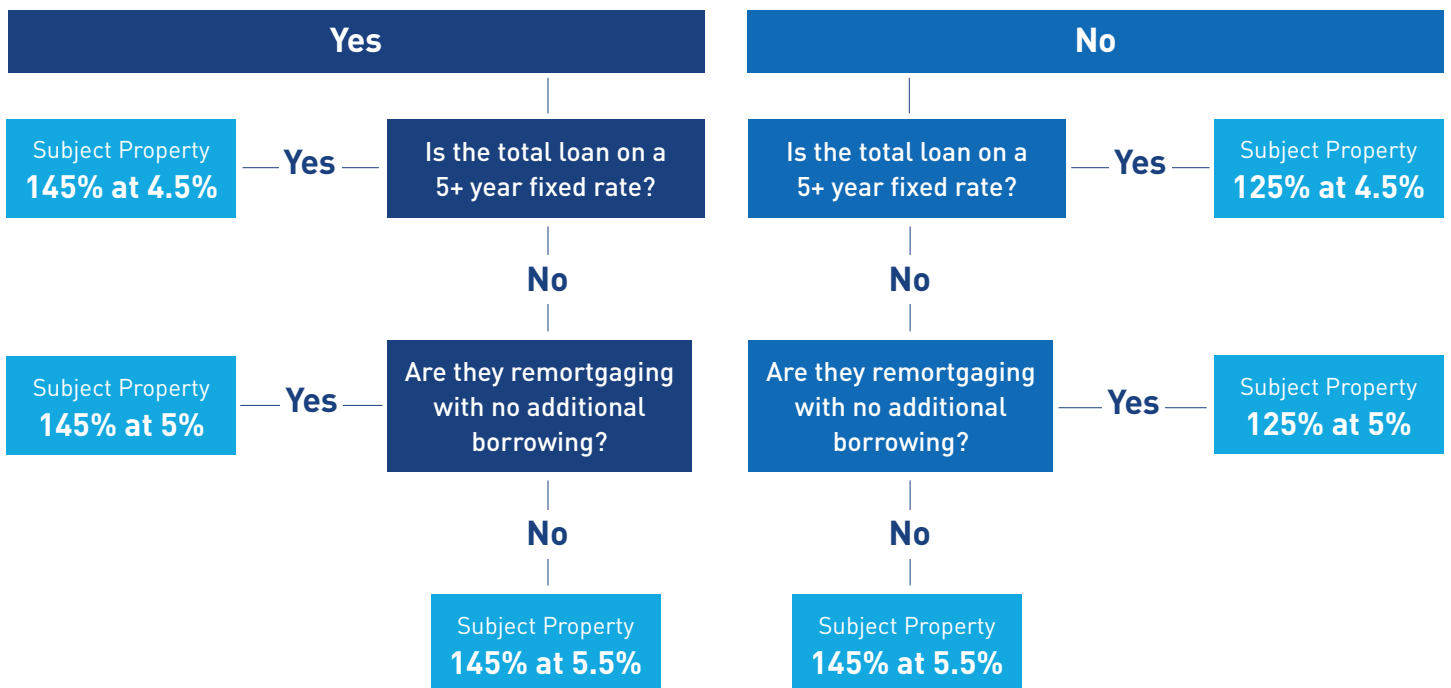 Yes
No
Subject Property
145% at 4.5%
Yes
Is the total loan on a
5+ year fixed rate?
Is the total loan on a
5+ year fixed rate?
Yes
Subject Property
125% at 4.5%
No
No
Subject Property
145% at 5%
Yes
Are they remortgaging
with no additional
borrowing?
Are they remortgaging
with no additional
borrowing?
Yes
Subject Property
125% at 5%
No
No
Subject Property
145% at 5.5%
Subject Property
145% at 5.5%